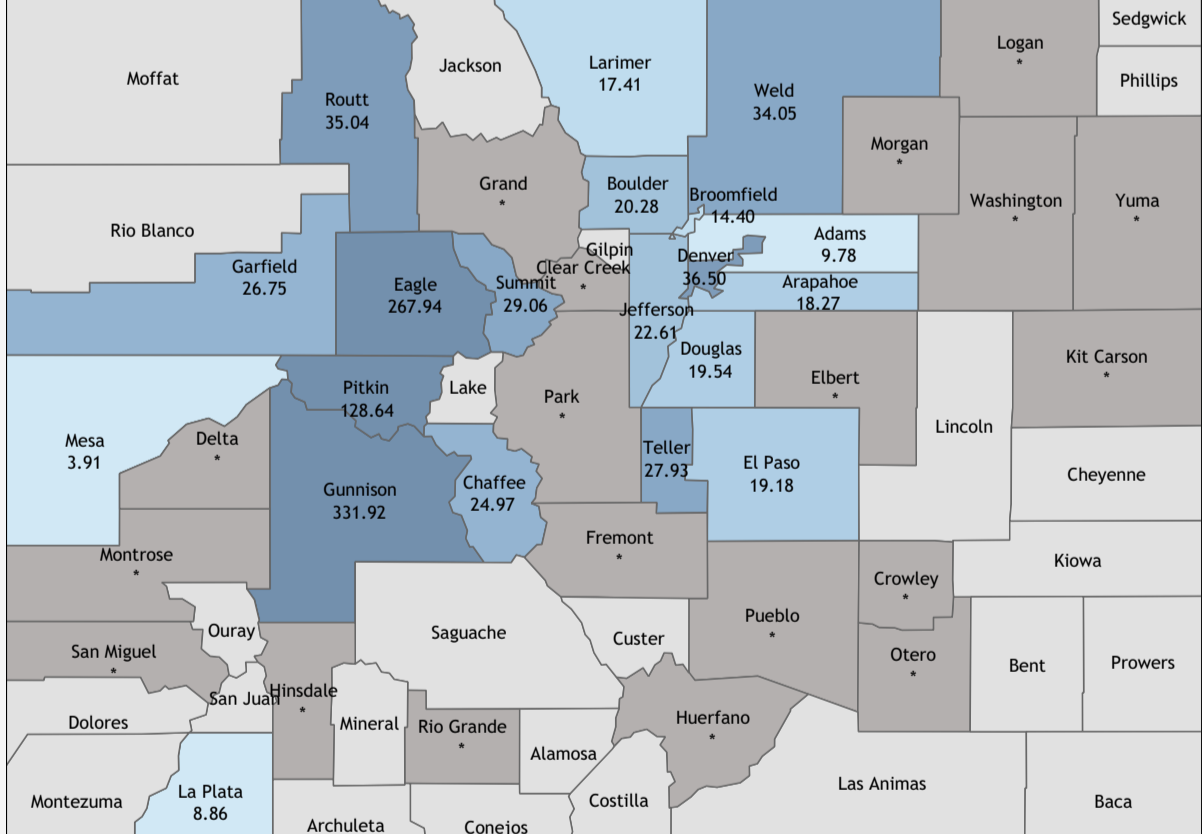 Sedgwick
Logan
*
Larimer
17.41
Jackson
Moffat
Phillips
Weld
34.05
Routt
35.04
Morgan
*
Grand
*
Boulder
20.28
Broomfield
14.40
Washington
*
Yuma
*
Rio Blanco
Adams
9.78
Gilpin
Denver
36.50
Garfield
26.75
Clear Creek
*
Eagle
267.94
Summit
29.06
Arapahoe
18.27
Jefferson
22.61
Douglas
19.54
Kit Carson
*
Elbert
*
Pitkin
128.64
Lake
Park
*
Lincoln
Mesa
3.91
Delta
*
Teller
27.93
El Paso
19.18
Cheyenne
Gunnison
331.92
Chaffee
24.97
Fremont
*
Montrose
*
Kiowa
Crowley
*
Pueblo
*
Ouray
Saguache
Custer
San Miguel
*
Otero
*
Bent
Prowers
San Juan
Hinsdale
*
Dolores
Mineral
Rio Grande
*
Huerfano
*
Alamosa
Las Animas
La Plata
8.86
Montezuma
Costilla
Baca
Archuleta
Conejos